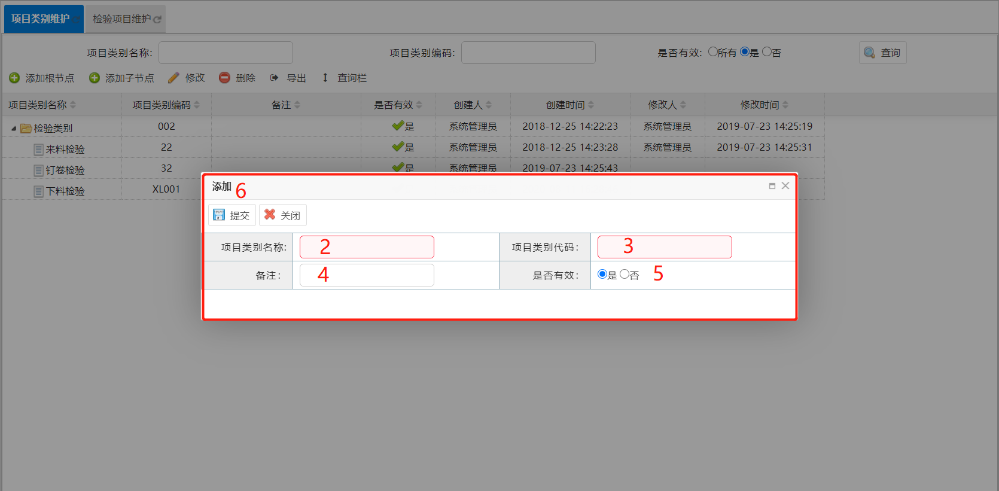 项目类别维护 检验项目维护
项目类别名称: 项目类别编码: 是否有效: 所有 是 否 查询
添加根节点 添加子节点 修改 删除 导出 查询栏
项目类别名称 项目类别编码 备注 是否有效 创建人 创建时间 修改人 修改时间
检验类别 002 是 系统管理员 2018-12-25 14:22:23 系统管理员 2019-07-23 14:25:19
来料检验 22 是 系统管理员 2018-12-25 14:23:28 系统管理员 2019-07-23 14:25:31
钉卷检验 32 是 系统管理员 2019-07-23 14:25:43
下料检验 XL001
添加 6
提交 关闭
项目类别名称: 2 项目类别代码: 3
备注: 4 是否有效: 是 否 5